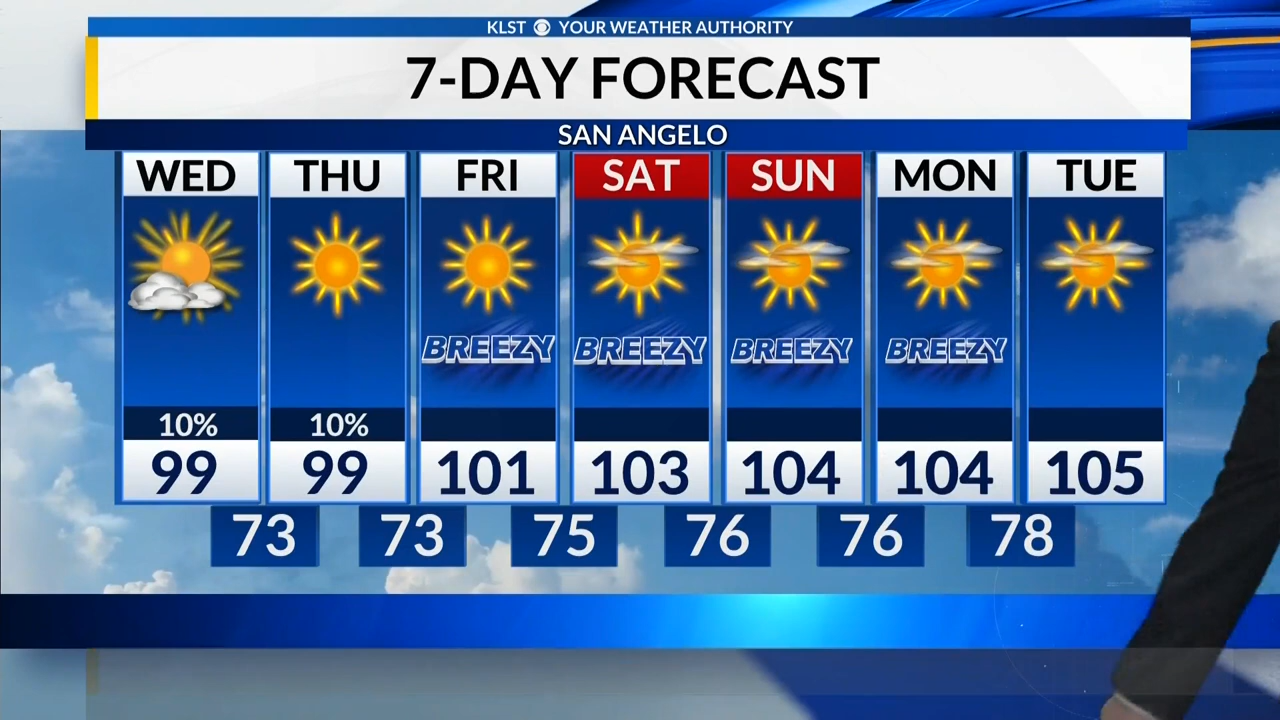 KLST YOUR WEATHER AUTHORITY
7-DAY FORECAST
SAN ANGELO
WED THU FRI SAT SUN MON TUE
BREEZY BREEZY BREEZY BREEZY
10% 10%
99 99 101 103 104 104 105
73 73 75 76 76 78